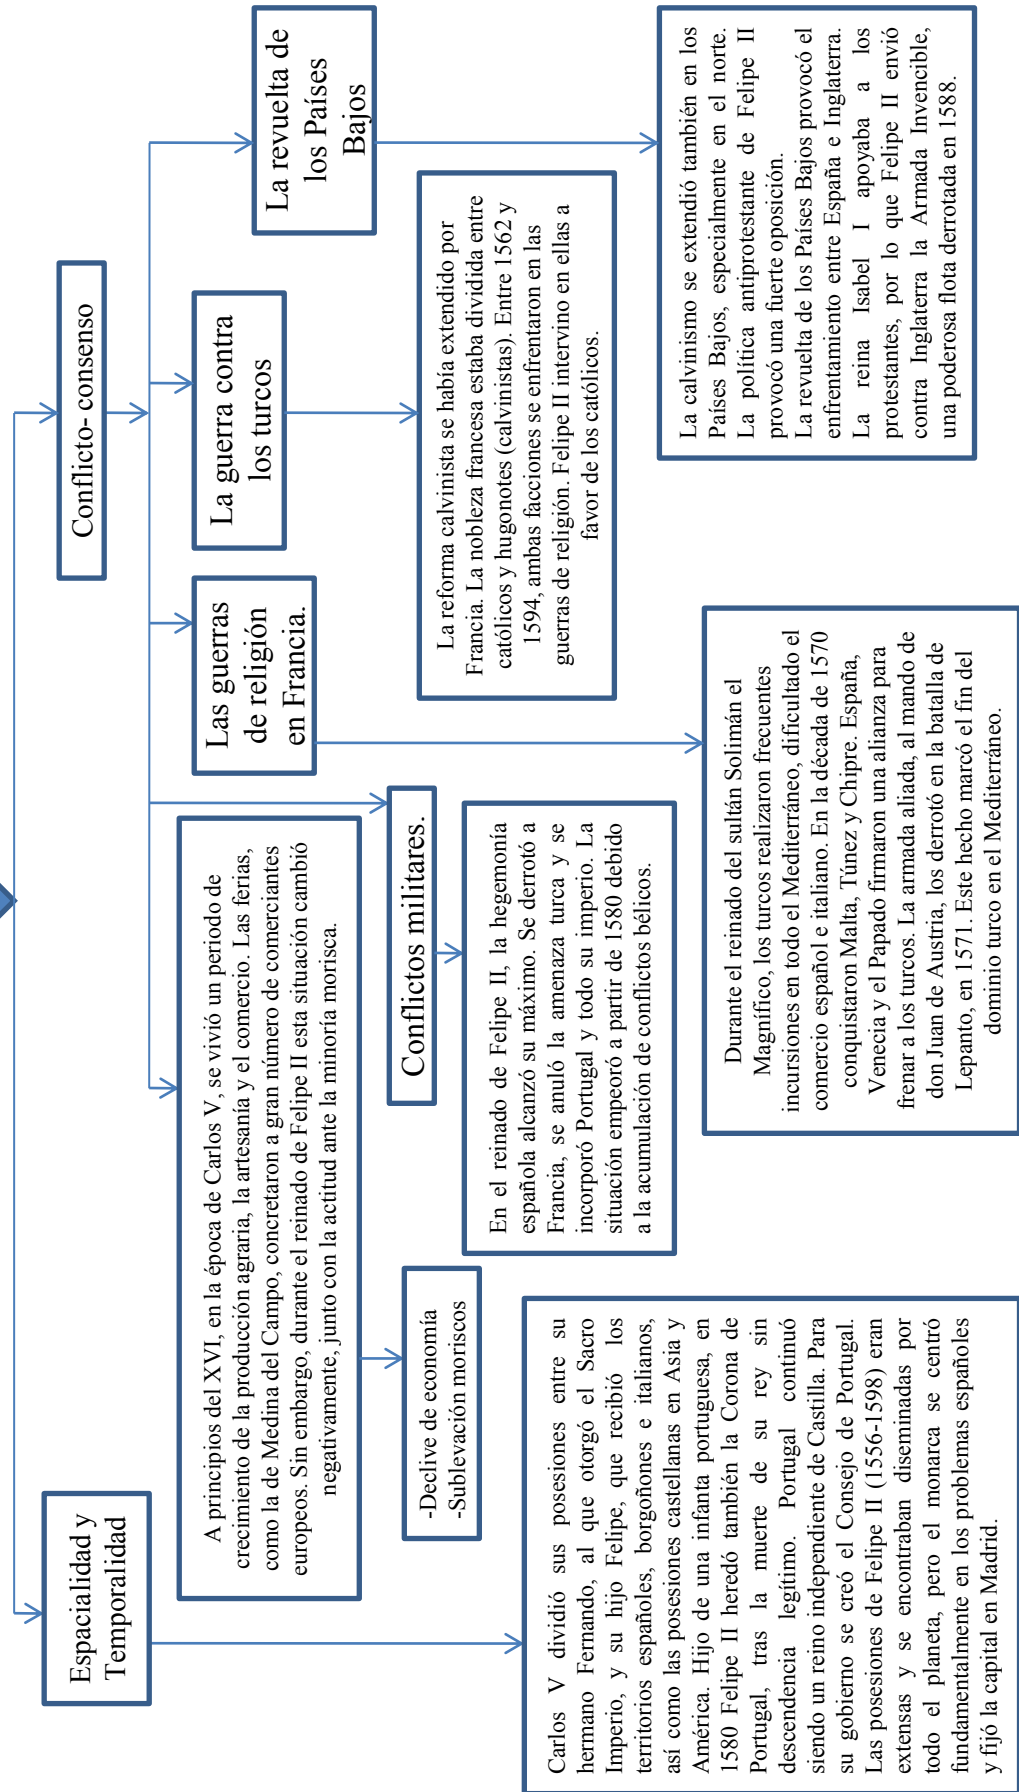 Espacialidad y
Temporalidad
Conflicto- consenso
A principios del XVI, en la época de Carlos V, se vivió un periodo de
crecimiento de la producción agraria, la artesanía y el comercio. Las ferias,
como la de Medina del Campo, concretaron a gran número de comerciantes
europeos. Sin embargo, durante el reinado de Felipe II esta situación cambió
negativamente, junto con la actitud ante la minoría morisca.
Las guerras
de religión
en Francia.
La guerra contra
los turcos
La revuelta de
los Países
Bajos
-Declive de economía
-Sublevación moriscos
Conflictos militares.
Carlos V dividió sus posesiones entre su
hermano Fernando, al que otorgó el Sacro
Imperio, y su hijo Felipe, que recibió los
territorios españoles, borgoñones e italianos,
así como las posesiones castellanas en Asia y
América. Hijo de una infanta portuguesa, en
1580 Felipe II heredó también la Corona de
Portugal, tras la muerte de su rey sin
descendencia legítimo. Portugal continuó
siendo un reino independiente de Castilla. Para
su gobierno se creó el Consejo de Portugal.
Las posesiones de Felipe II (1556-1598) eran
extensas y se encontraban diseminadas por
todo el planeta, pero el monarca se centró
fundamentalmente en los problemas españoles
y fijó la capital en Madrid.
En el reinado de Felipe II, la hegemonía
española alcanzó su máximo. Se derrotó a
Francia, se anuló la amenaza turca y se
incorporó Portugal y todo su imperio. La
situación empeoró a partir de 1580 debido
a la acumulación de conflictos bélicos.
Durante el reinado del sultán Solimán el
Magnífico, los turcos realizaron frecuentes
incursiones en todo el Mediterráneo, dificultado el
comercio español e italiano. En la década de 1570
conquistaron Malta, Túnez y Chipre. España,
Venecia y el Papado firmaron una alianza para
frenar a los turcos. La armada aliada, al mando de
don Juan de Austria, los derrotó en la batalla de
Lepanto, en 1571. Este hecho marcó el fin del
dominio turco en el Mediterráneo.
La reforma calvinista se había extendido por
Francia. La nobleza francesa estaba dividida entre
católicos y hugonotes (calvinistas). Entre 1562 y
1594, ambas facciones se enfrentaron en las
guerras de religión. Felipe II intervino en ellas a
favor de los católicos.
La calvinismo se extendió también en los
Países Bajos, especialmente en el norte.
La política antiprotestante de Felipe II
provocó una fuerte oposición.
La revuelta de los Países Bajos provocó el
enfrentamiento entre España e Inglaterra.
La reina Isabel I apoyaba a los
protestantes, por lo que Felipe II envió
contra Inglaterra la Armada Invencible,
una poderosa flota derrotada en 1588.